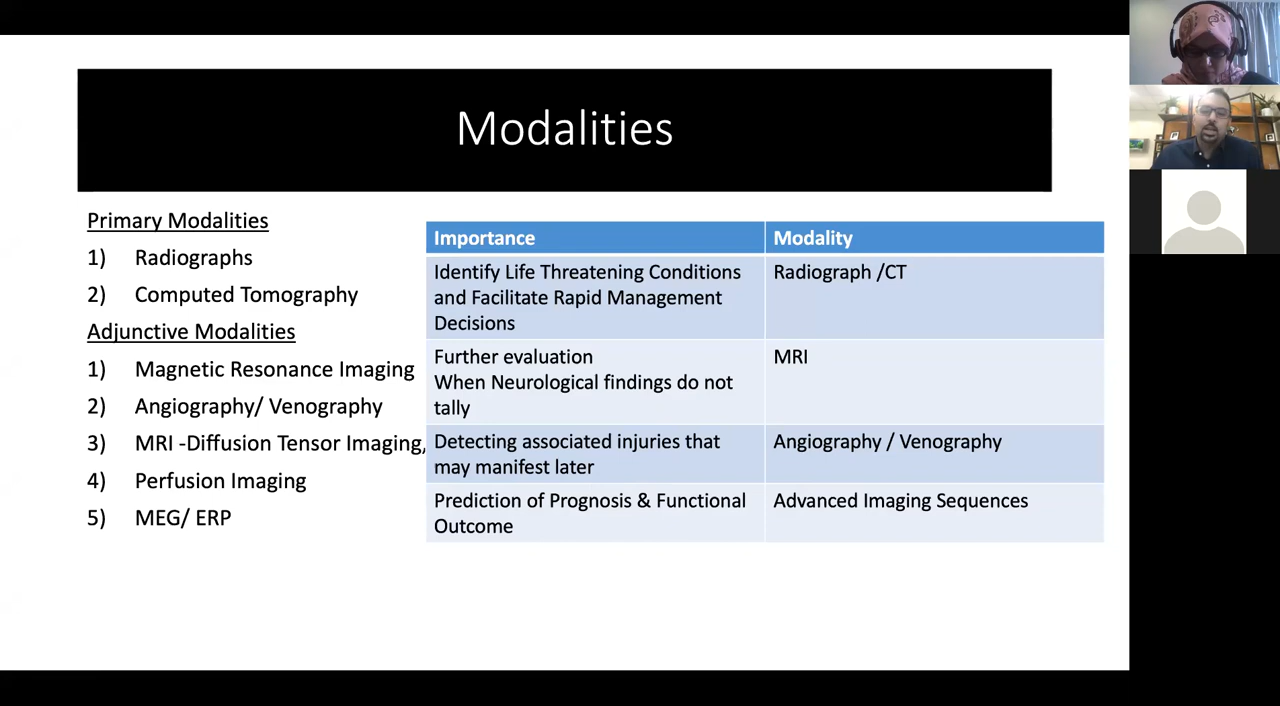 Modalities
Primary Modalities
1) Radiographs
2) Computed Tomography
Adjunctive Modalities
1) Magnetic Resonance Imaging
2) Angiography/ Venography
3) MRI -Diffusion Tensor Imaging,
4) Perfusion Imaging
5) MEG/ ERP
Importance Modality
Identify Life Threatening Conditions Radiograph /CT
and Facilitate Rapid Management
Decisions
Further evaluation MRI
When Neurological findings do not
tally
Detecting associated injuries that Angiography / Venography
may manifest later
Prediction of Prognosis & Functional Advanced Imaging Sequences
Outcome